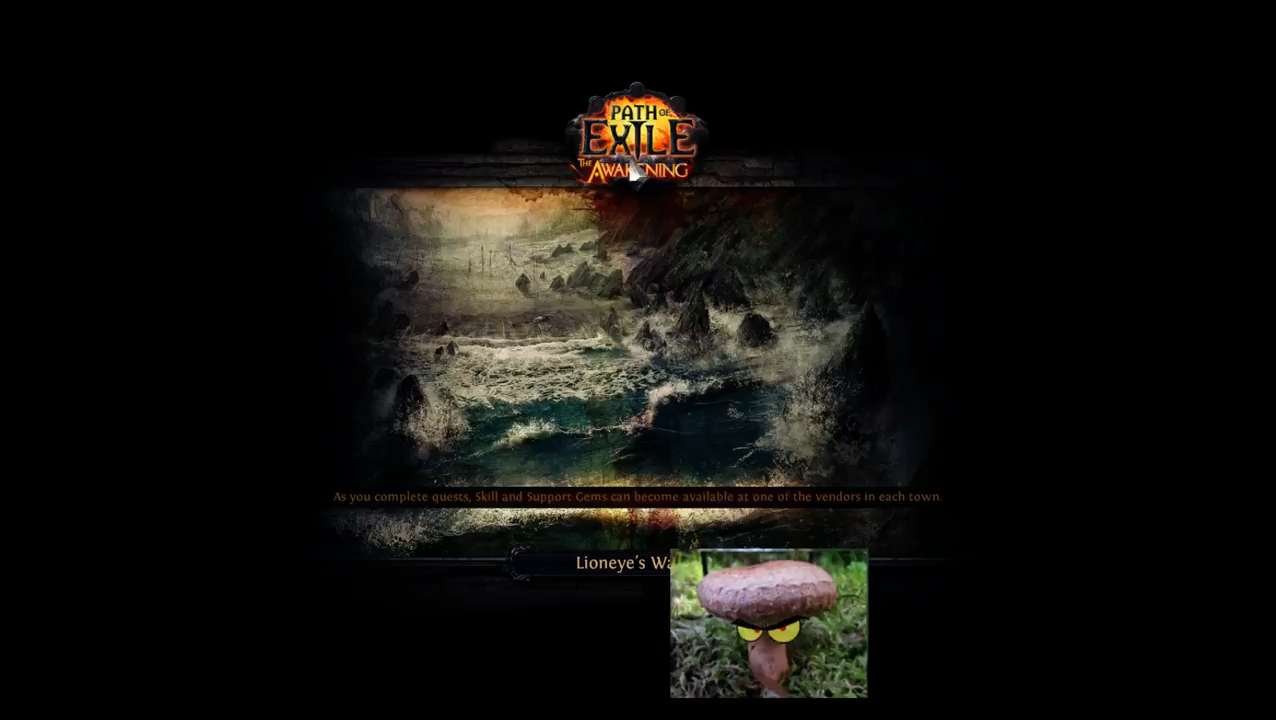 PATH OF
EXILE
THE AWAKENING
As you complete quests, Skill and Support Gems can become available at one of the vendors in each town.
Lioneye's